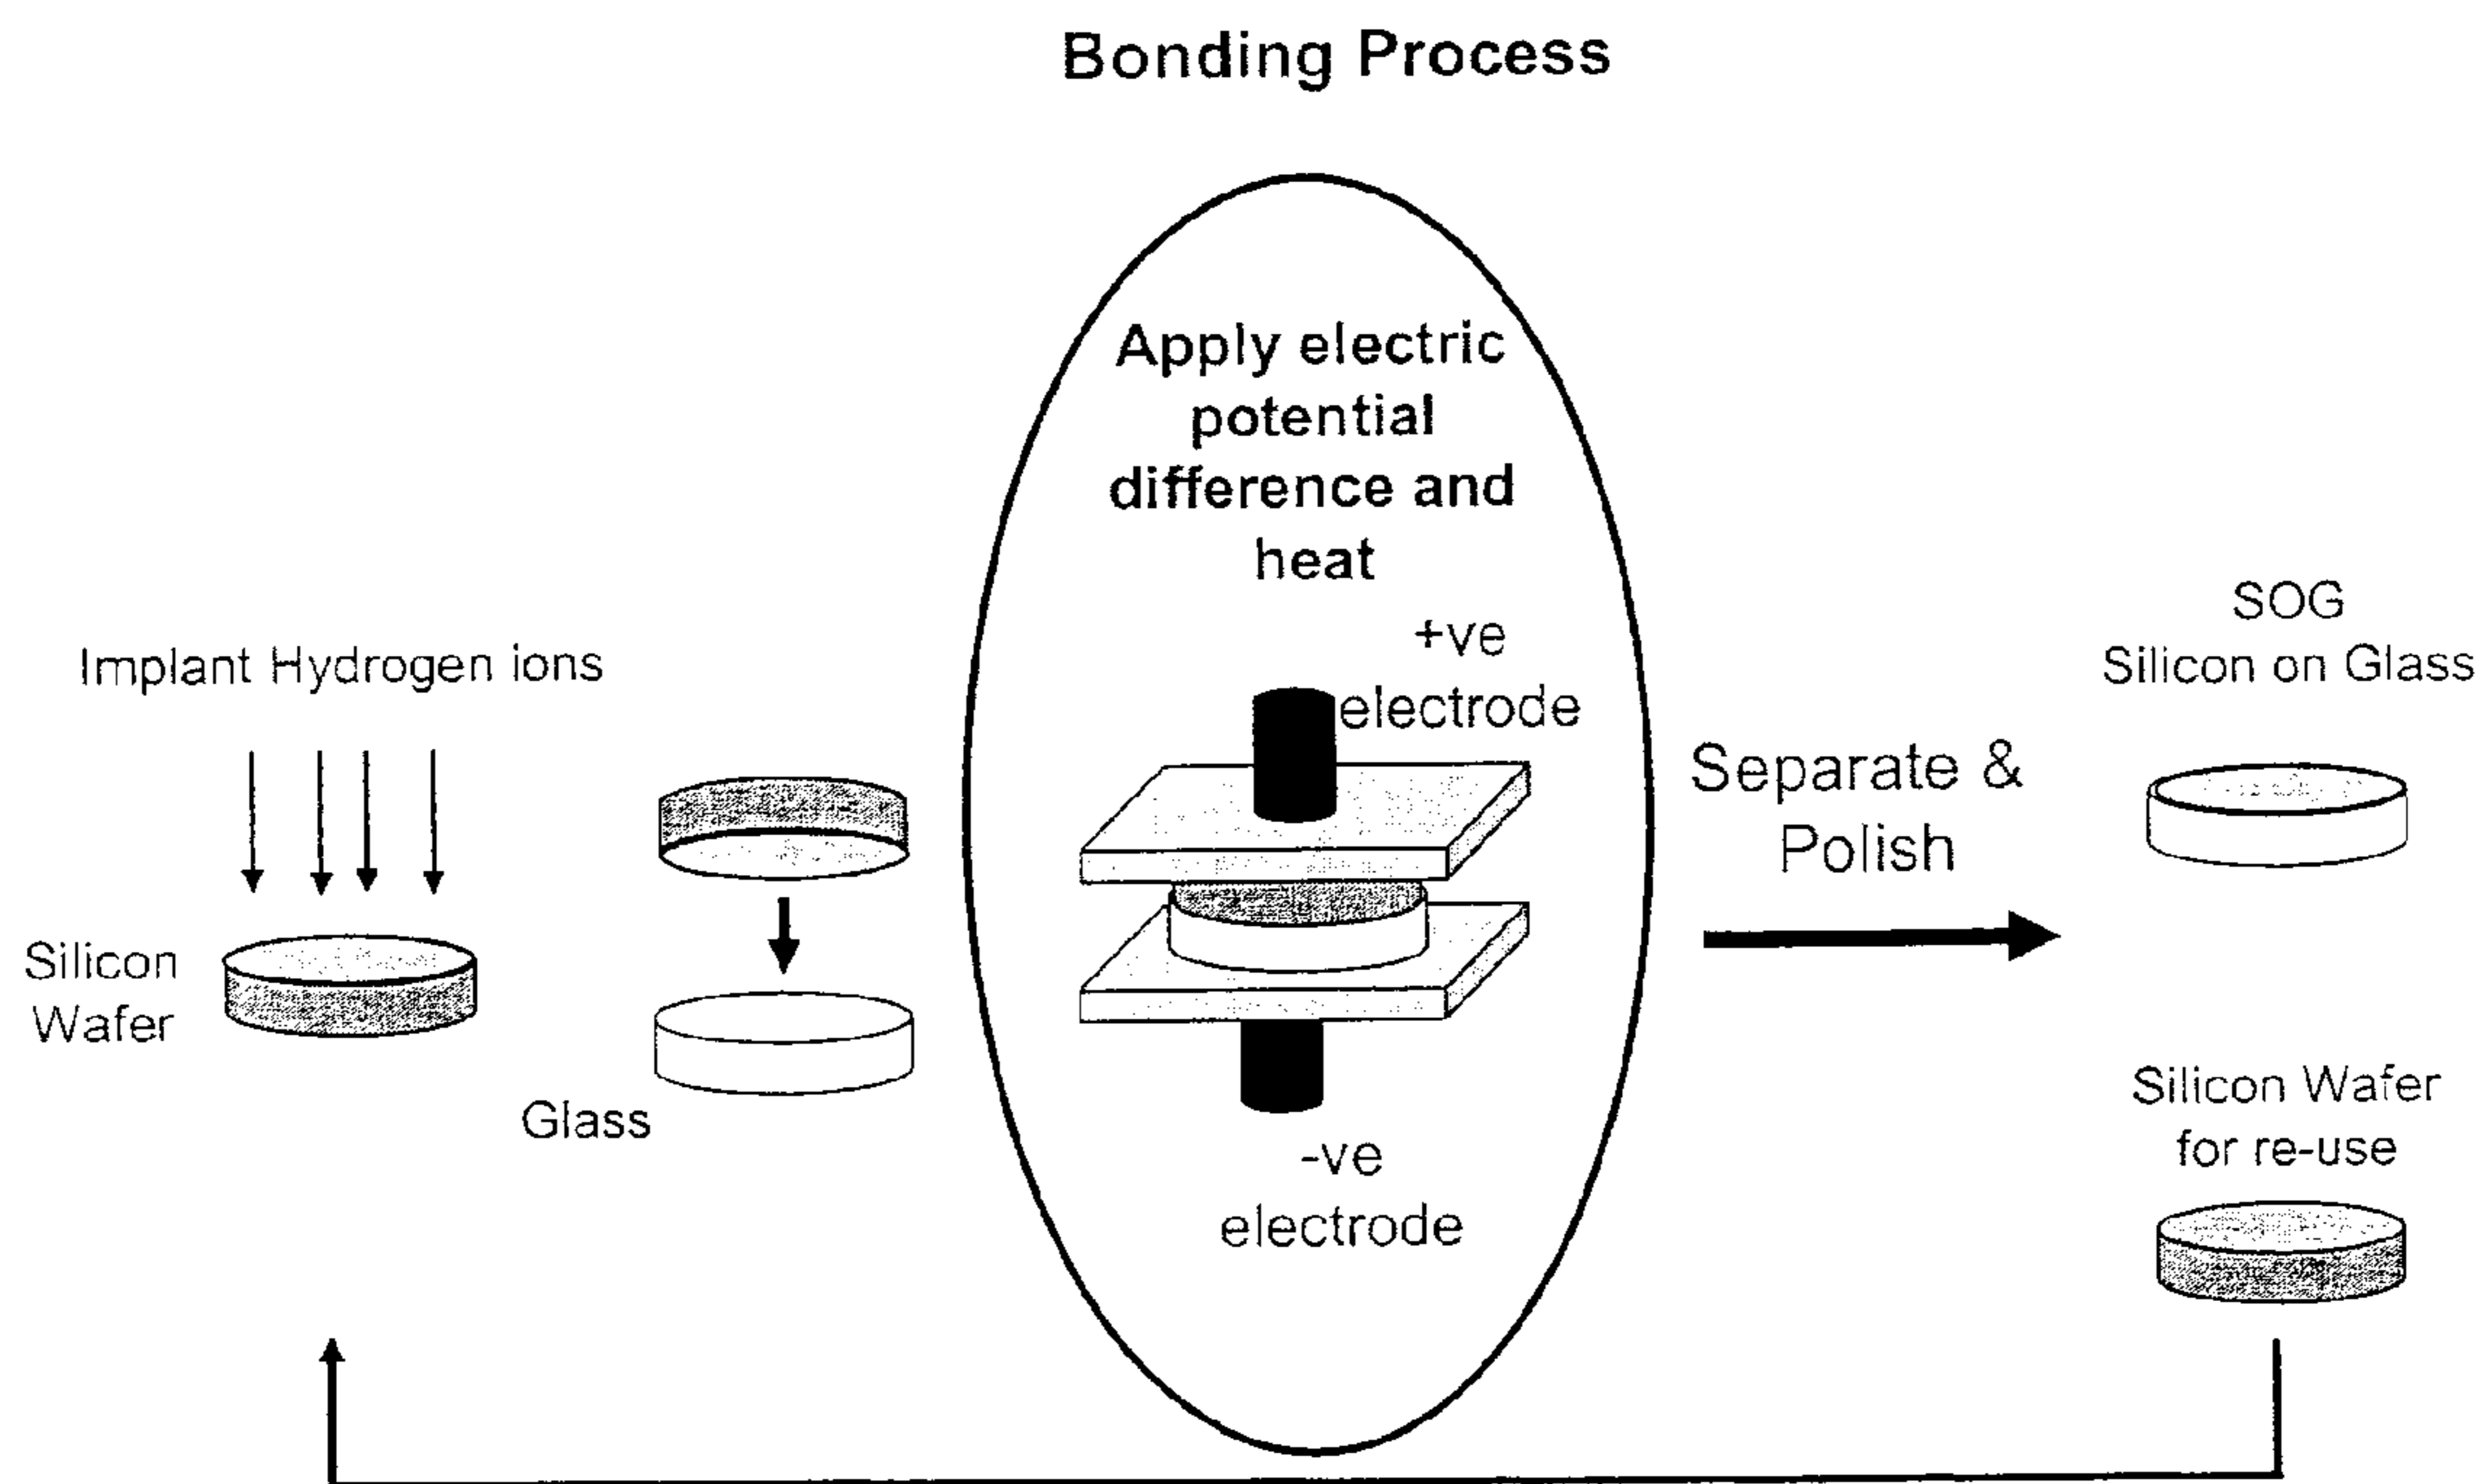 Bonding Process
Apply electric
potential
difference and
heat
+ve
electrode
-ve
electrode
Implant Hydrogen ions
Silicon
Wafer
Glass
Separate &
Polish
SOG
Silicon on Glass
Silicon Wafer
for re-use